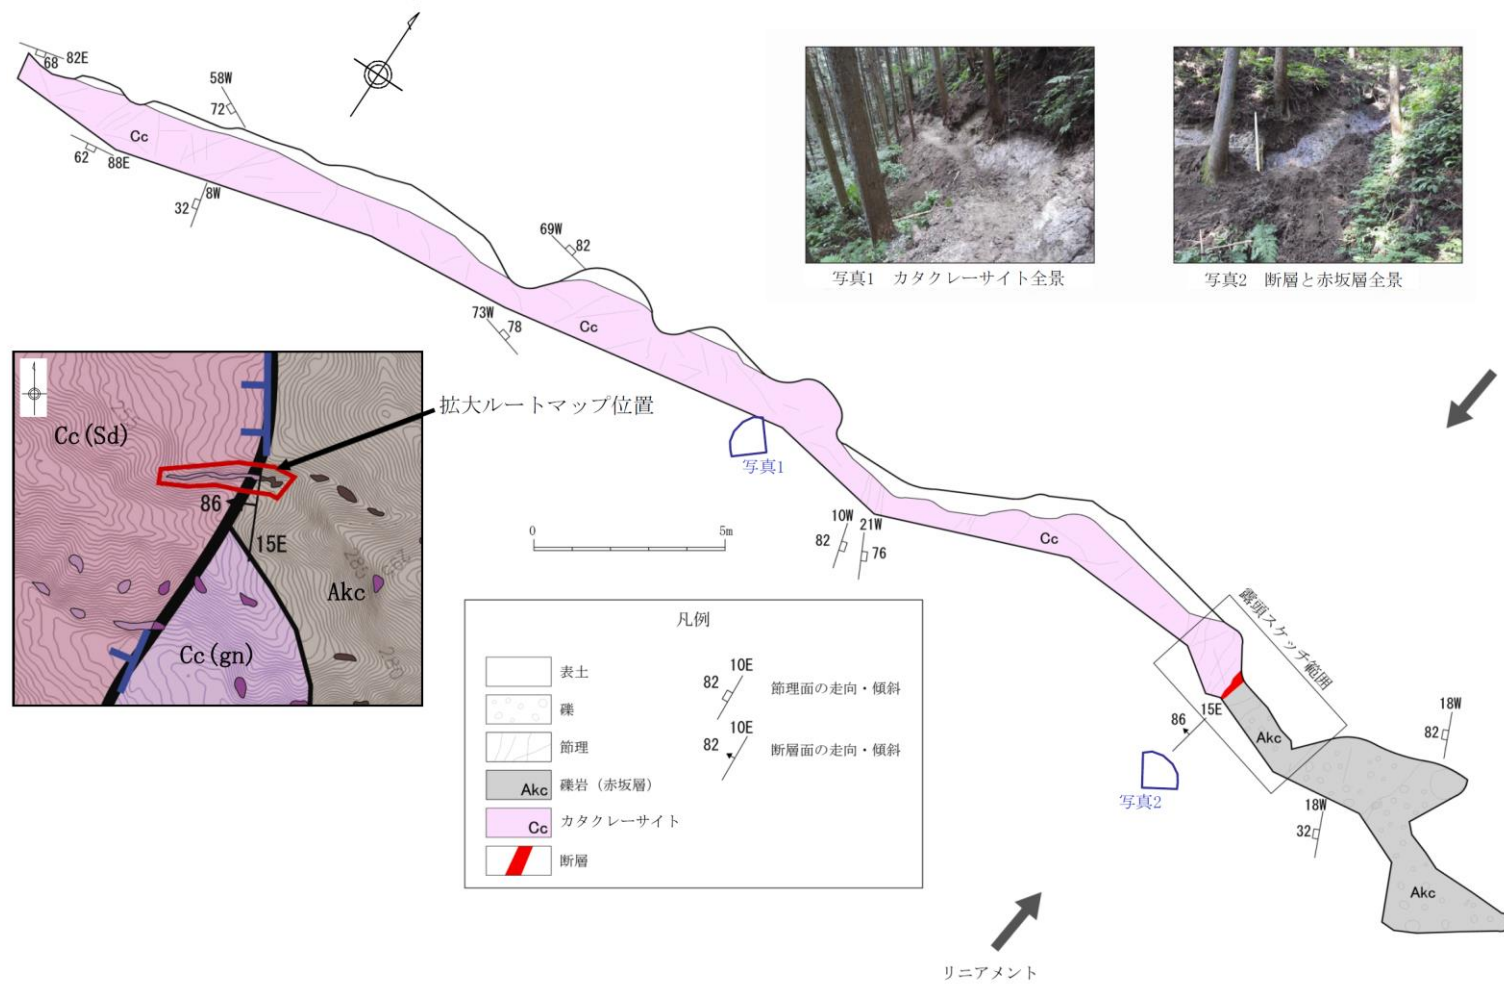 68
82E
58W
72
Cc
62
88E
32
8W
69W
82
Cc
73W
78
写真1 カタクレーサイト全景
写真2 断層と赤坂層全景
拡大ルートマップ位置
Cc(Sd)
86
15E
Akc
Cc(gn)
280
写真1
0
5m
10W
82
21W
76
Cc
露頭スケッチ範囲
15E
86
Akc
写真2
18W
82
18W
32
Akc
リニアメント
凡例
表土
礫
節理
Akc
礫岩（赤坂層）
Cc
カタクレーサイト
断層
10E
82
節理面の走向・傾斜
10E
82
断層面の走向・傾斜